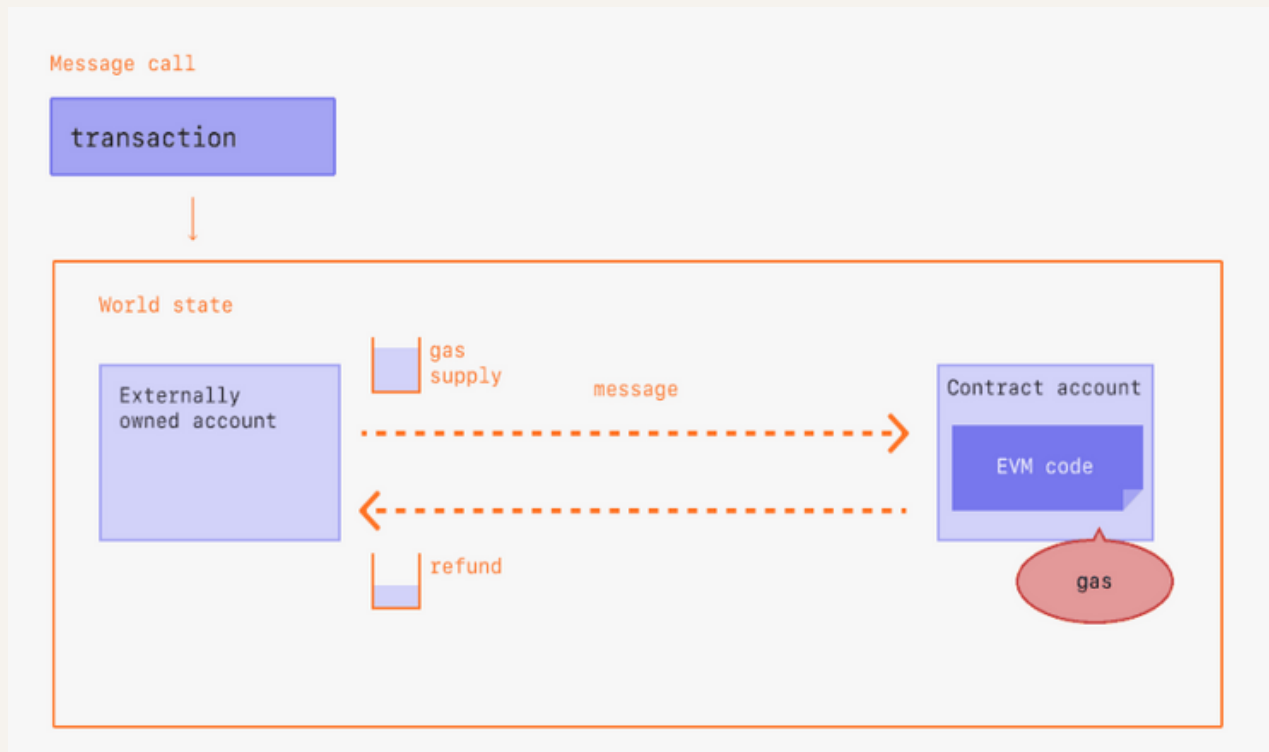 Message call
transaction
World state
Externally
owned account
gas
supply
message
Contract account
EVM code
refund
gas